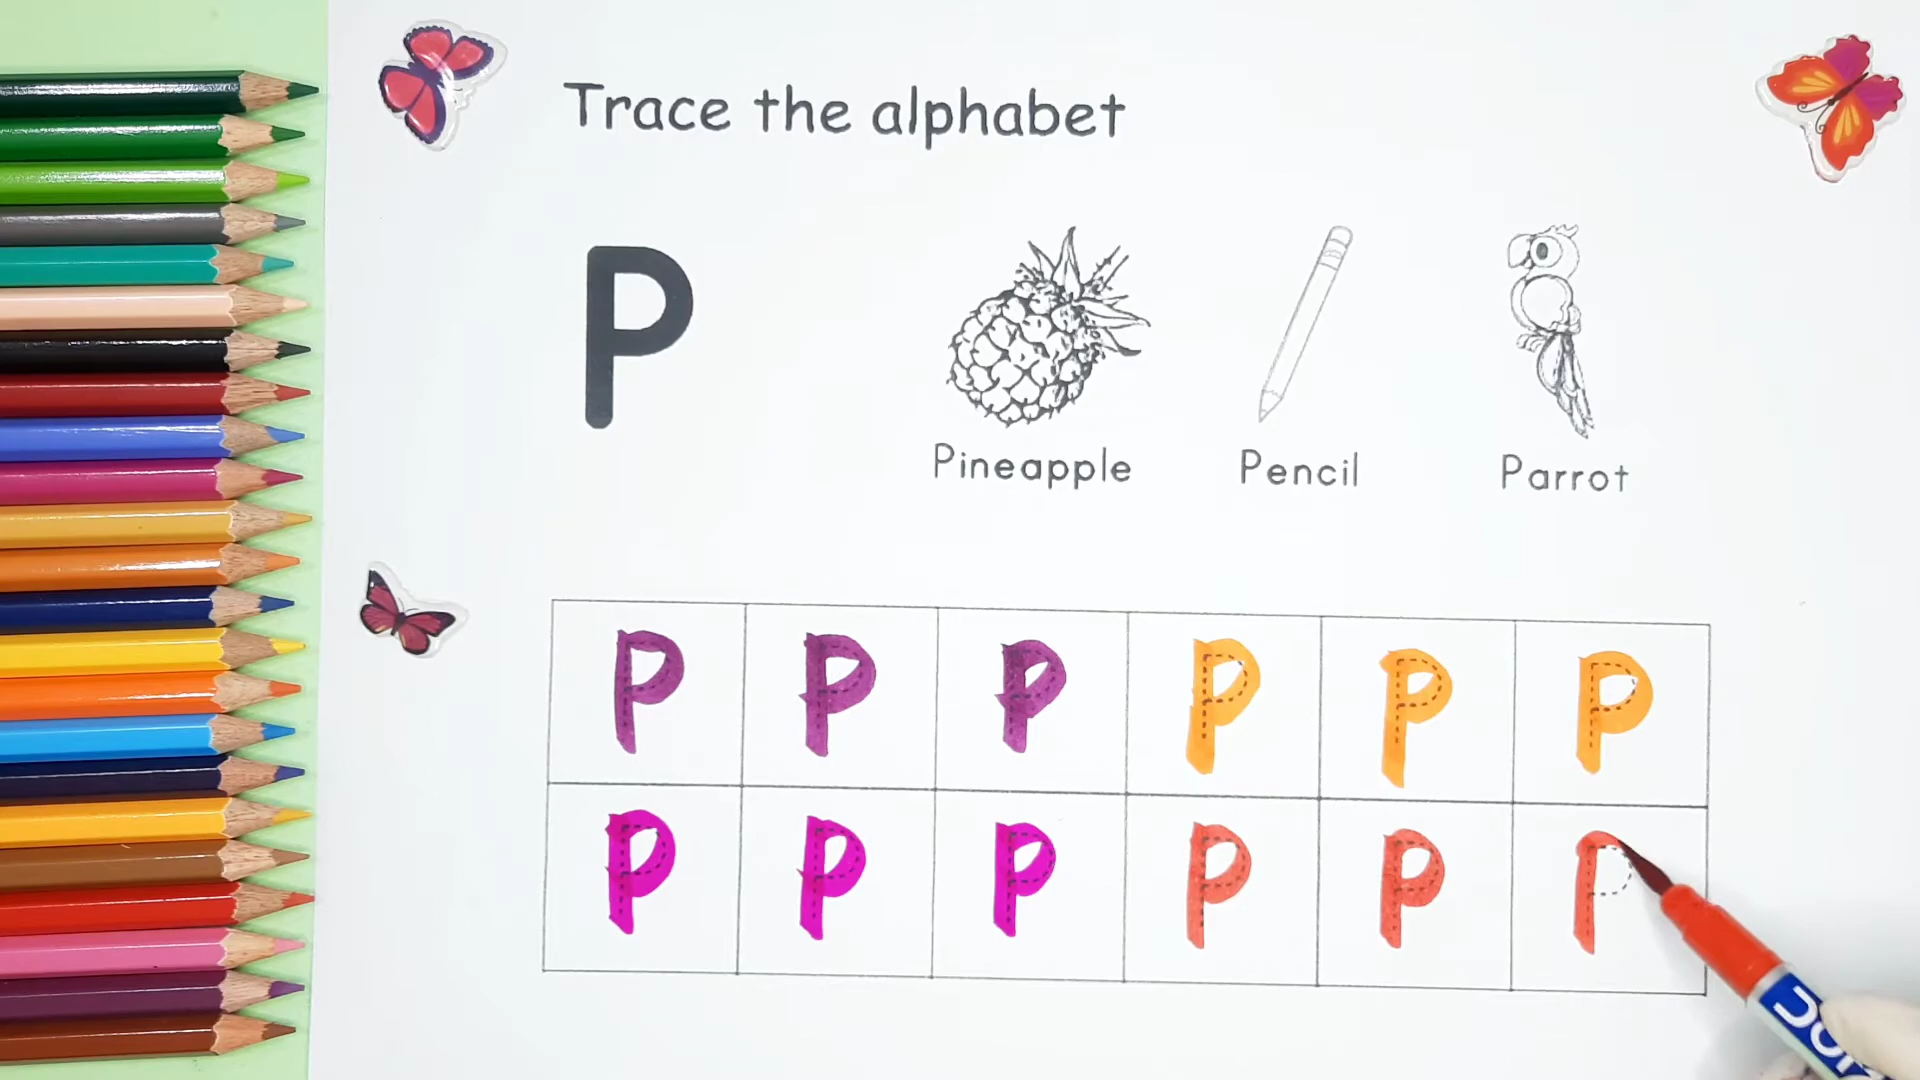 Trace the alphabet
P
Pineapple Pencil Parrot
P P P P P P
P P P P P